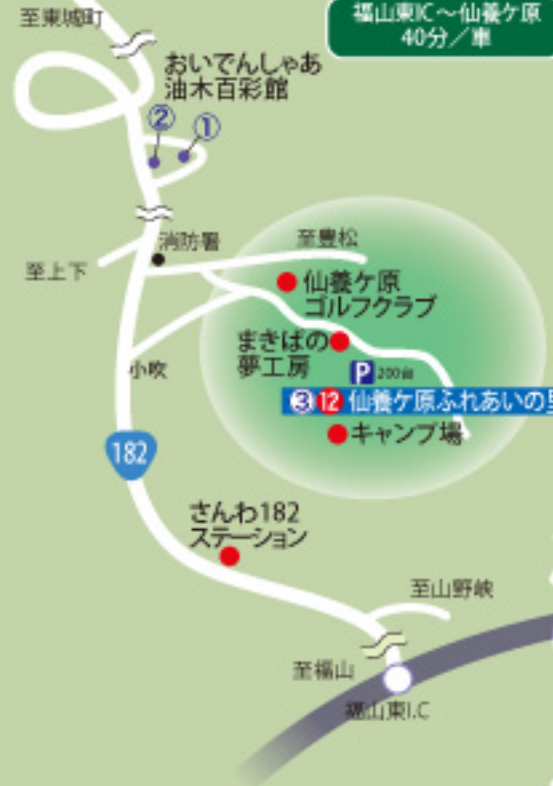 福山東IC～仙養ケ原
40分／車
至東城町
おいでんしゃあ
油木百彩館
② ①
消防署
至豊松
至上下
仙養ケ原
ゴルフクラブ
まきばの
夢工房
小吹
P 200台
③ 12 仙養ケ原ふれあいの里
キャンプ場
182
さんわ182
ステーション
至山野峡
至福山
福山東I.C